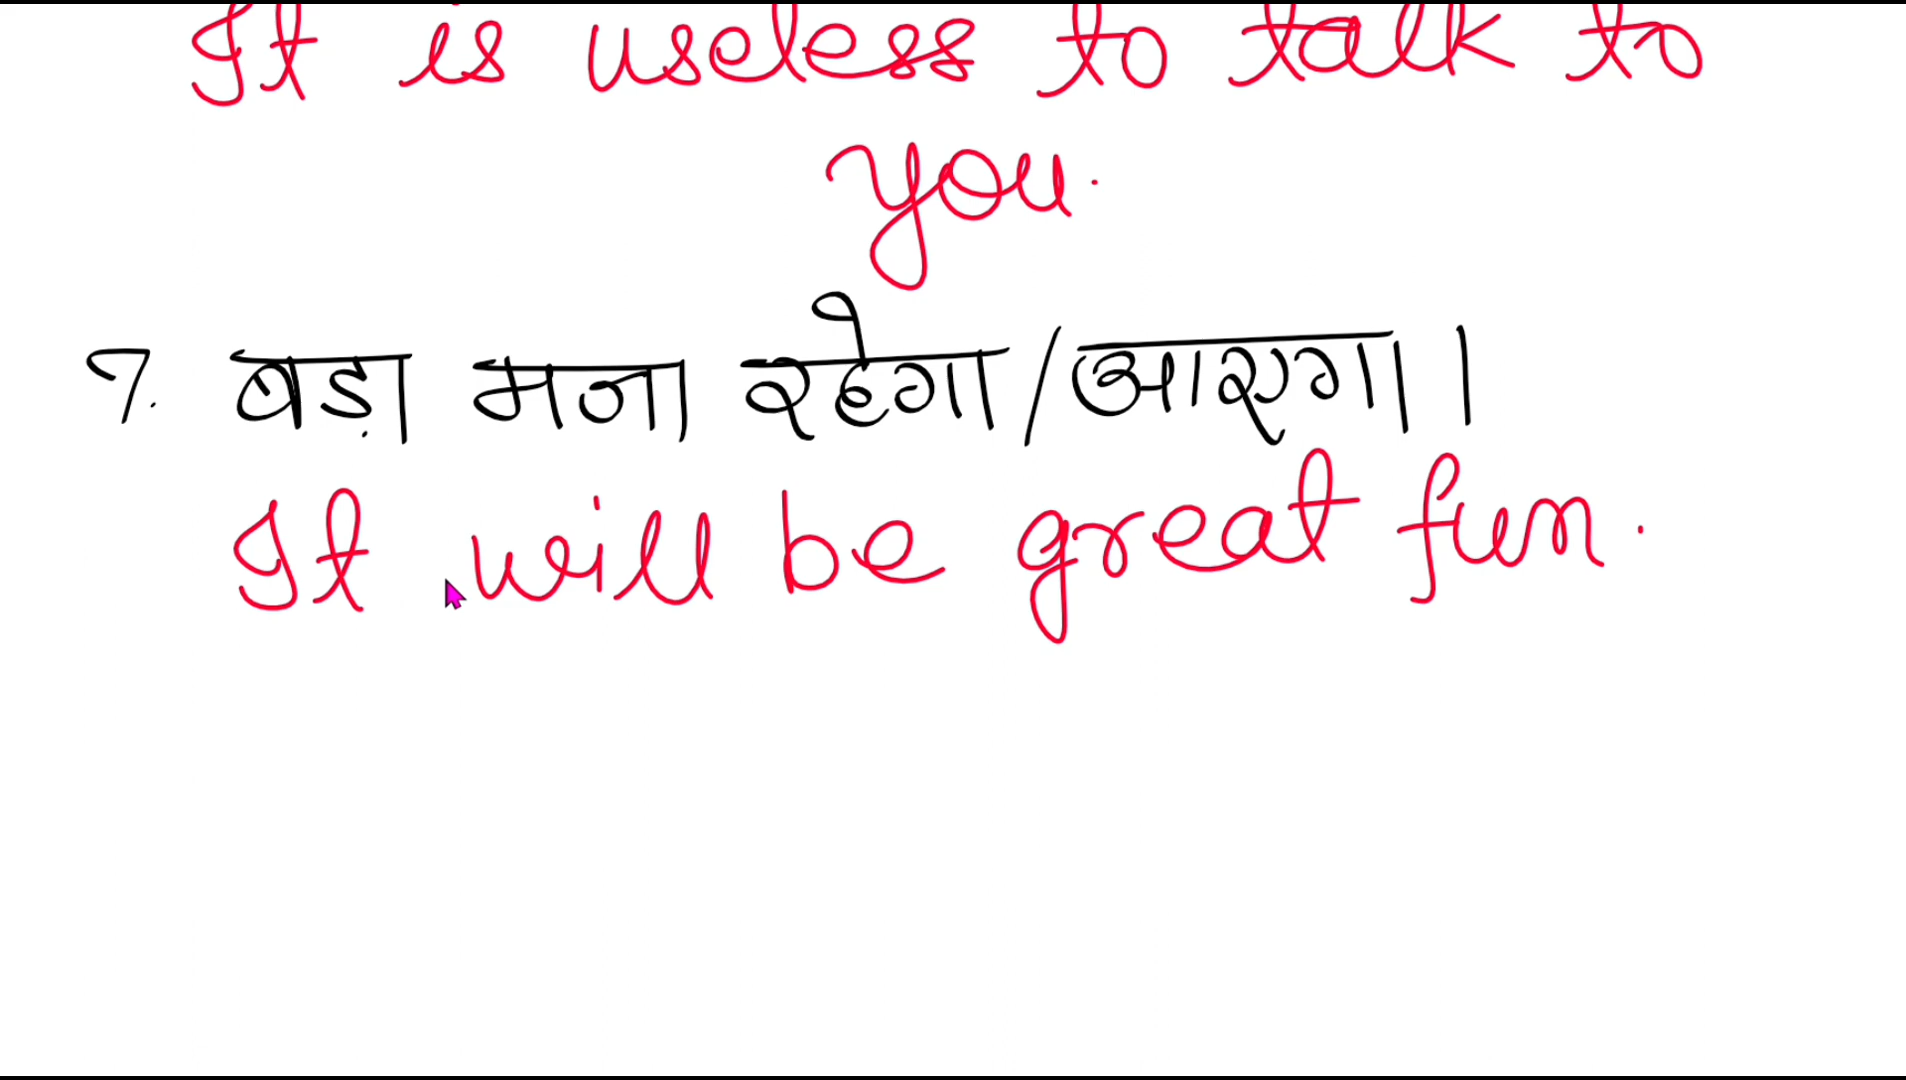 It is useless to talk to
you.
7. बड़ा मजा रहेगा/आएगा।
It will be great fun.